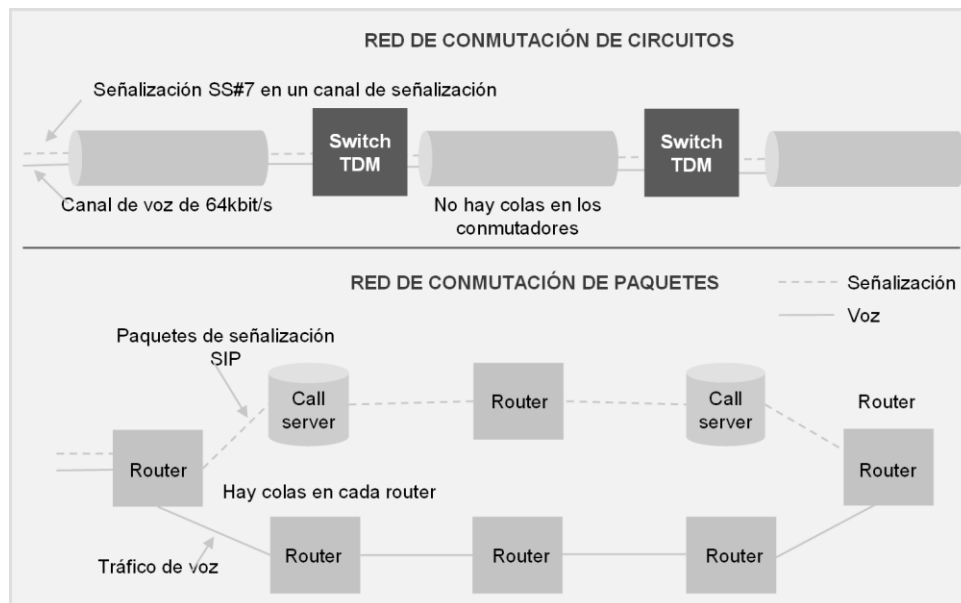 RED DE CONMUTACIÓN DE CIRCUITOS
Señalización SS#7 en un canal de señalización
Switch
TDM
Switch
TDM
Canal de voz de 64kbit/s
No hay colas en los
conmutadores
RED DE CONMUTACIÓN DE PAQUETES
Señalización
Voz
Paquetes de señalización
SIP
Call
server
Router
Call
server
Router
Router
Router
Hay colas en cada router
Router
Router
Router
Tráfico de voz